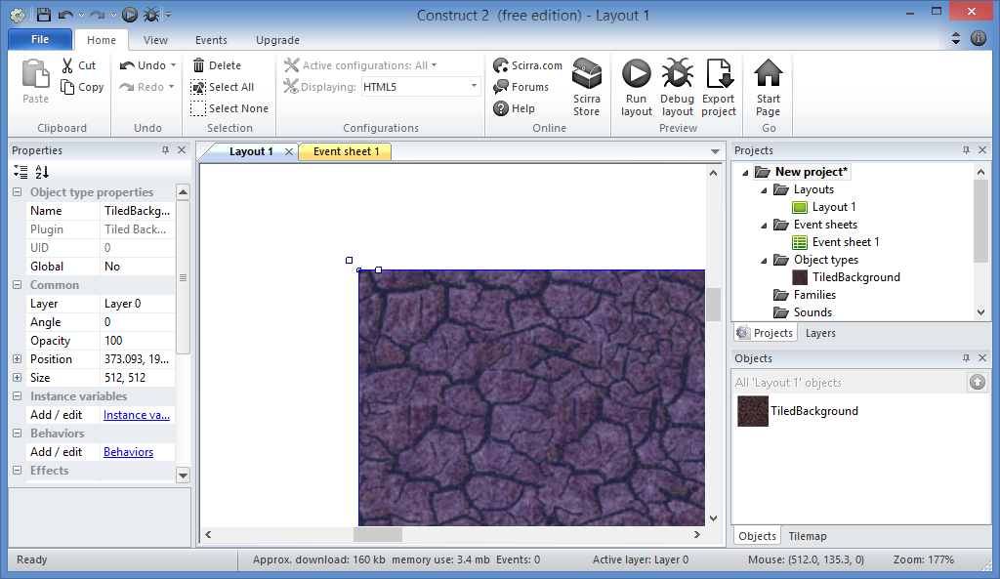 Construct 2  (free edition) - Layout 1
File Home View Events Upgrade
Cut Undo Delete Active configurations: All Scirra.com
Copy Redo Select All Displaying: HTML5 Forums
Paste Select None Help Scirra Store Run layout Debug layout Export project Start Page
Clipboard Undo Selection Configurations Online Preview Go
Properties
Object type properties
Name TiledBackg...
Plugin Tiled Back...
UID 0
Global No
Common
Layer Layer 0
Angle 0
Opacity 100
Position 373.093, 19...
Size 512, 512
Instance variables
Add / edit Instance va...
Behaviors
Add / edit Behaviors
Effects
Layout 1 Event sheet 1
Projects
New project*
Layouts
Layout 1
Event sheets
Event sheet 1
Object types
TiledBackground
Families
Sounds
Projects Layers
Objects
All 'Layout 1' objects
TiledBackground
Objects Tilemap
Ready Approx. download: 160 kb  memory use: 3.4 mb  Events: 0 Active layer: Layer 0 Mouse: (512.0, 135.3, 0) Zoom: 177%